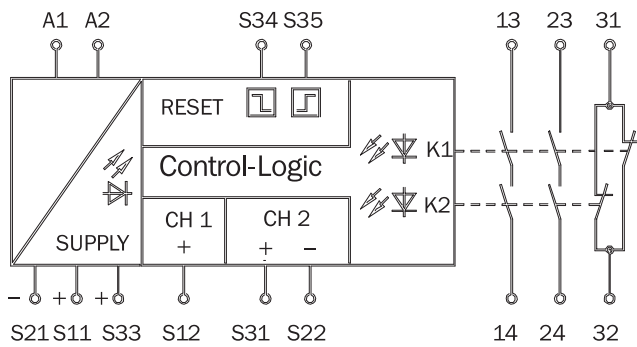 A1 A2 S34 S35 13 23 31
RESET
Control-Logic
K1
K2
CH 1 CH 2
+ + −
SUPPLY
− + +
S21 S11 S33 S12 S31 S22 14 24 32